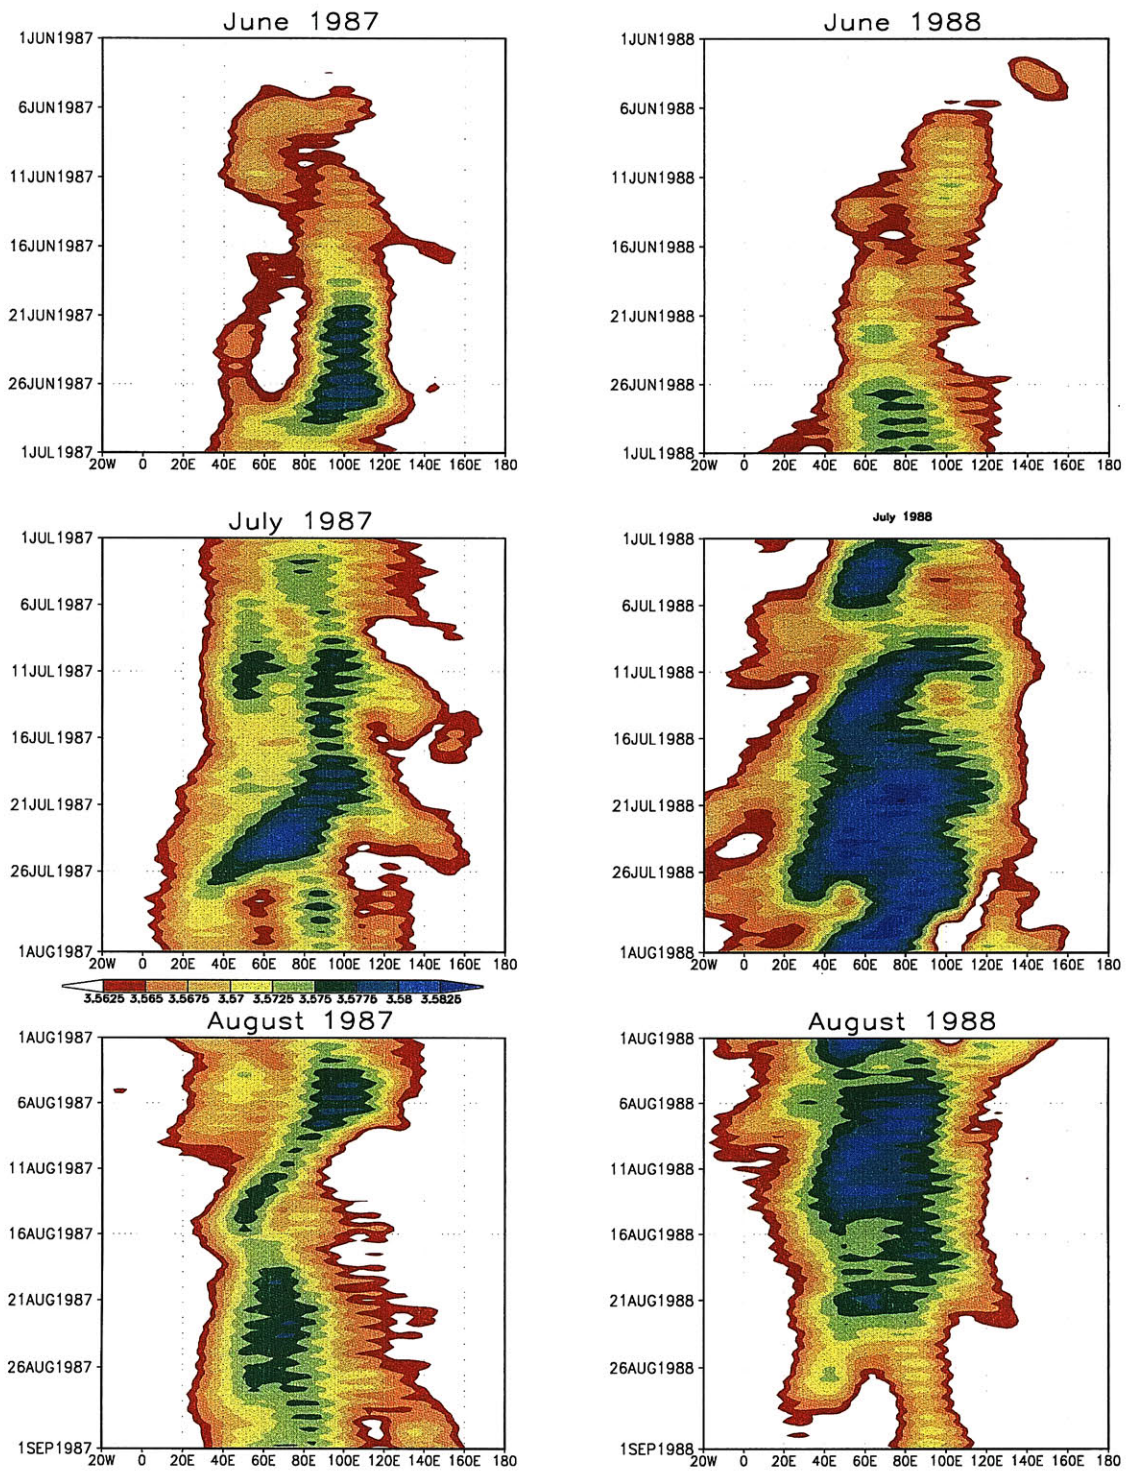 June 1987
1JUN1987
6JUN1987
11JUN1987
16JUN1987
21JUN1987
26JUN1987
1JUL1987
20W 0 20E 40E 60E 80E 100E 120E 140E 160E 180
June 1988
1JUN1988
6JUN1988
11JUN1988
16JUN1988
21JUN1988
26JUN1988
1JUL1988
20W 0 20E 40E 60E 80E 100E 120E 140E 160E 180
July 1987
1JUL1987
6JUL1987
11JUL1987
16JUL1987
21JUL1987
26JUL1987
1AUG1987
20W 0 20E 40E 60E 80E 100E 120E 140E 160E 180
July 1988
1JUL1988
6JUL1988
11JUL1988
16JUL1988
21JUL1988
26JUL1988
1AUG1988
20W 0 20E 40E 60E 80E 100E 120E 140E 160E 180
3.5625 3.565 3.5675 3.57 3.5725 3.575 3.5776 3.58 3.5825
August 1987
1AUG1987
6AUG1987
11AUG1987
16AUG1987
21AUG1987
26AUG1987
1SEP1987
20W 0 20E 40E 60E 80E 100E 120E 140E 160E 180
August 1988
1AUG1988
6AUG1988
11AUG1988
16AUG1988
21AUG1988
26AUG1988
1SEP1988
20W 0 20E 40E 60E 80E 100E 120E 140E 160E 180